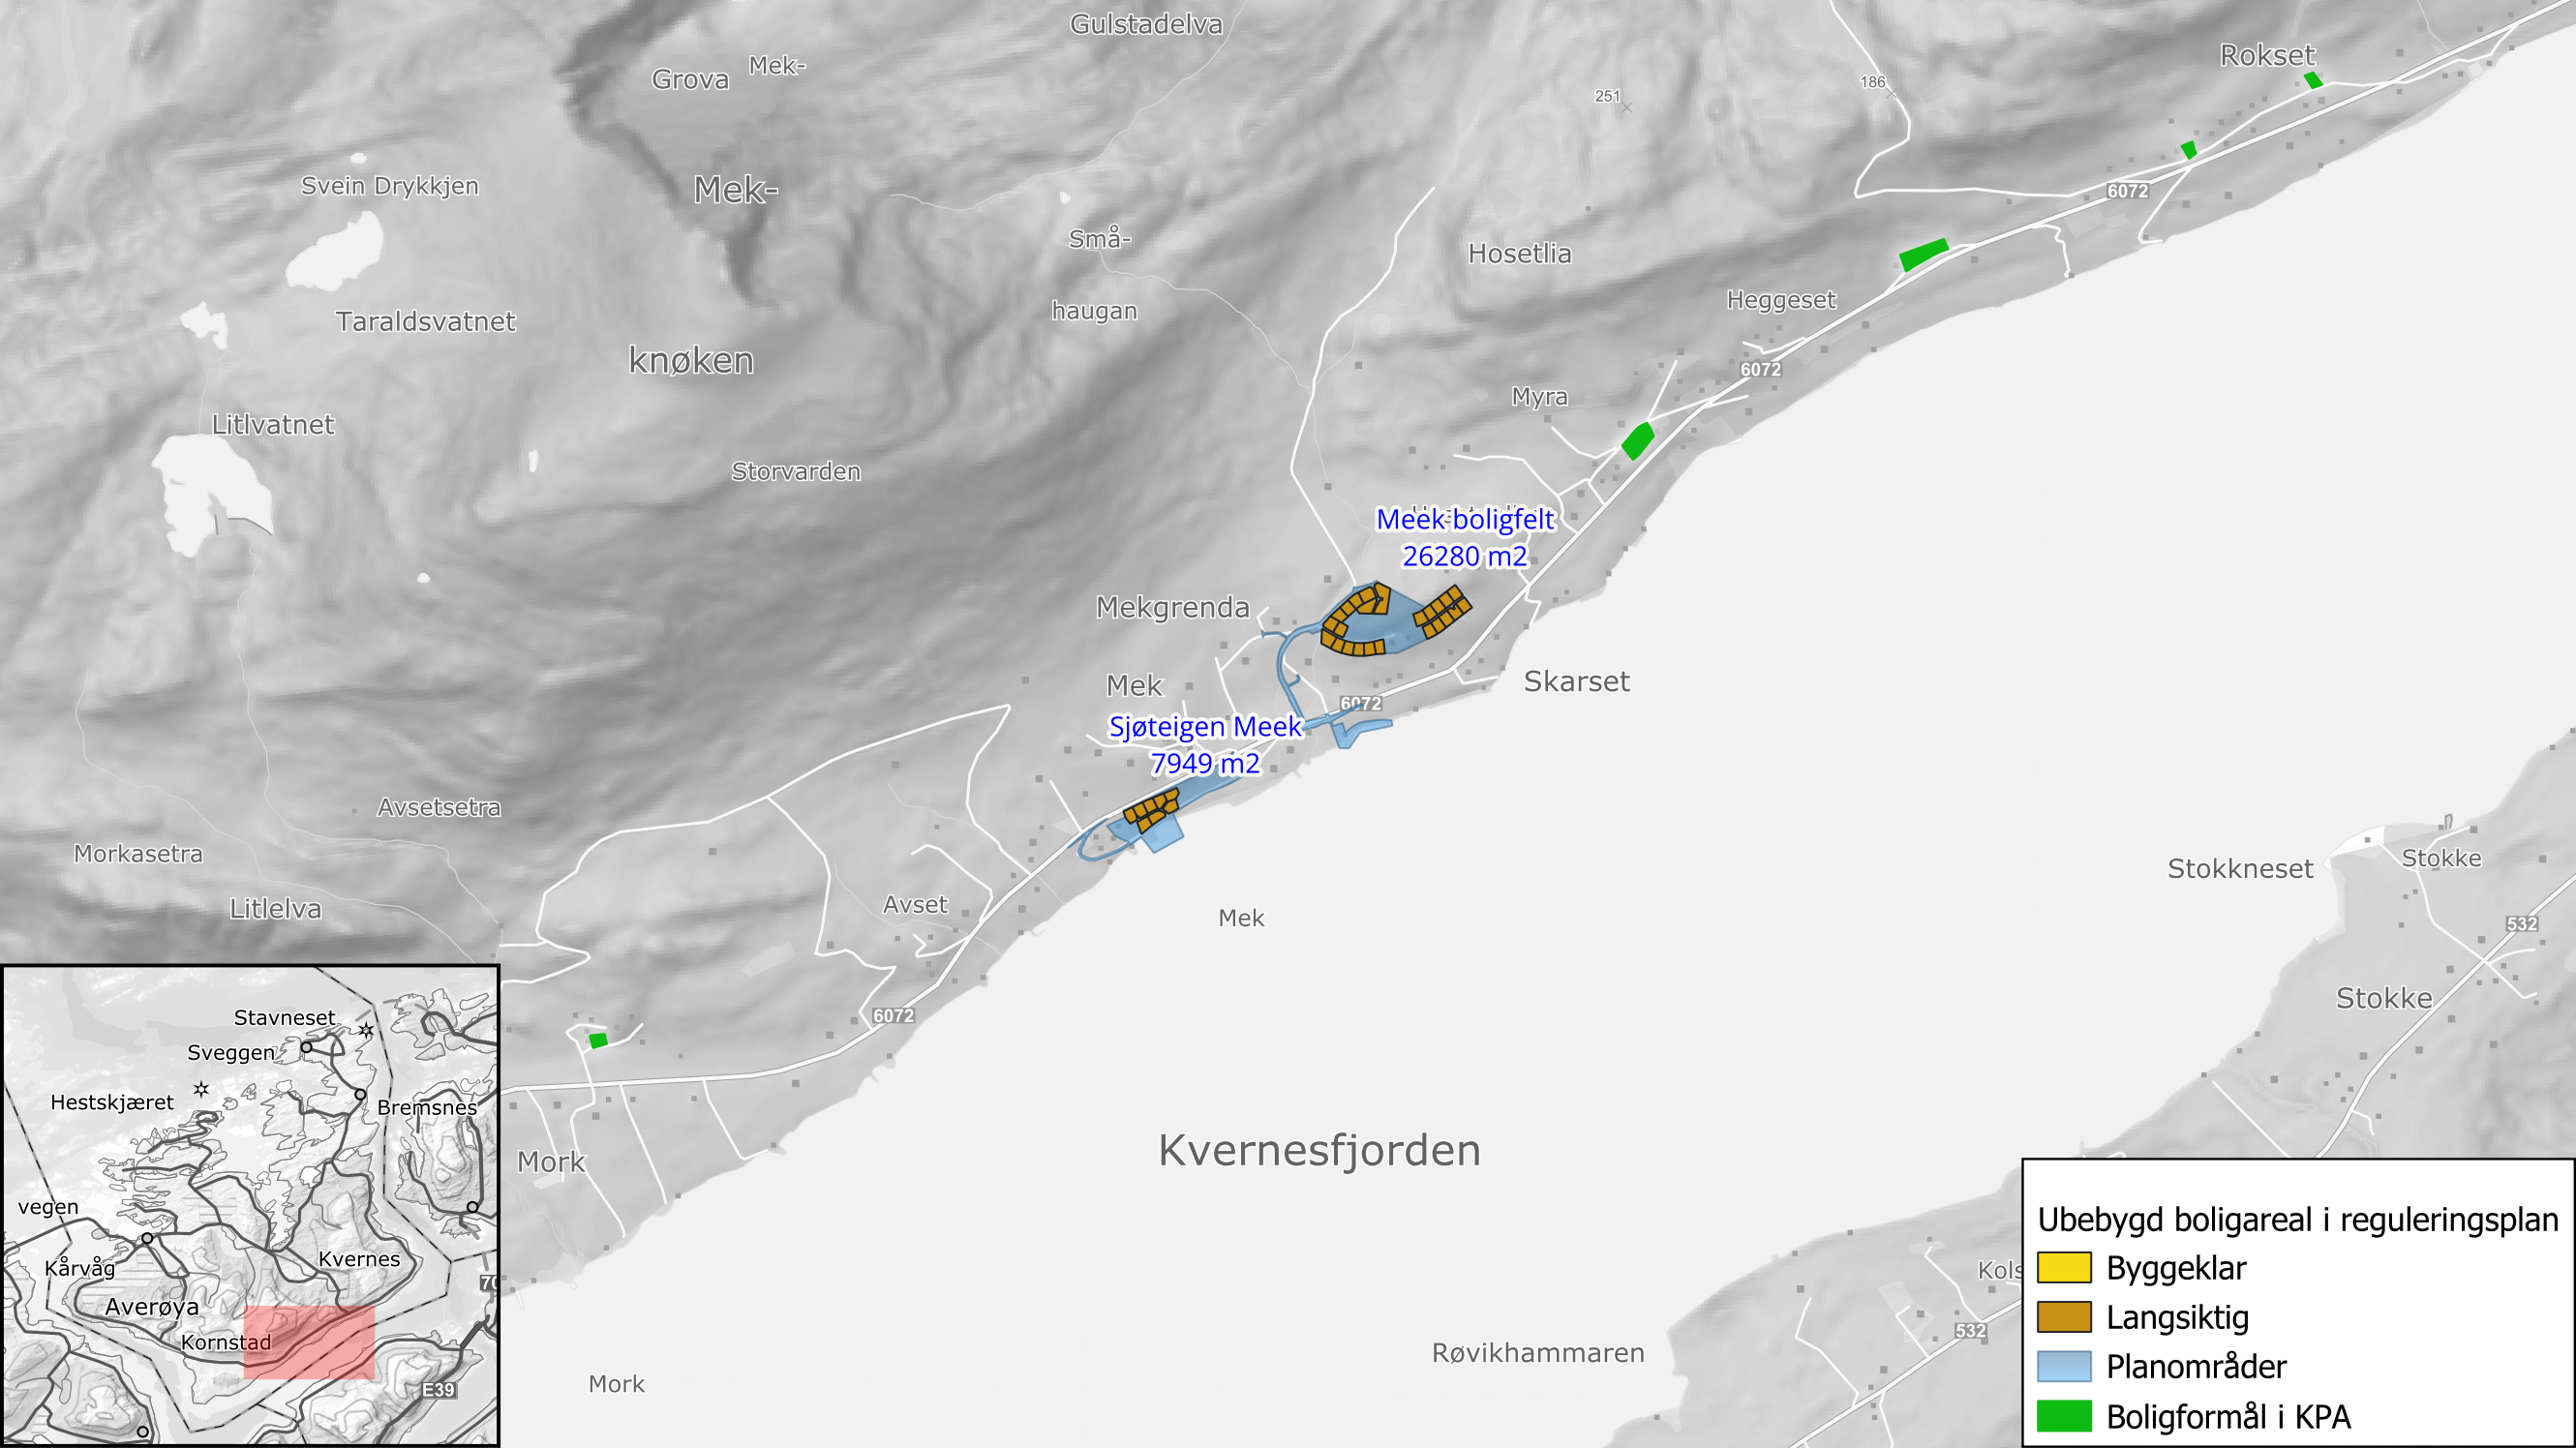 Gulstadelva
Grova
Mek-
Rokset
186
251
Svein Drykkjen
Mek-
6072
Små-
Hosetlia
haugan
Heggeset
Taraldsvatnet
knøken
6072
Myra
Litlvatnet
Storvarden
Meek boligfelt
26280 m2
Mekgrenda
Mek
Skarset
6072
Sjøteigen Meek
7949 m2
Avsetsetra
Morkasetra
Stokkneset
Stokke
Avset
Litlelva
Mek
532
Stokke
6072
Mork
Kvernesfjorden
Kols
532
Røvikhammaren
Mork
Stavneset
Sveggen
Hestskjæret
Bremsnes
vegen
Kvernes
Kårvåg
70
Averøya
Kornstad
E39
Ubebygd boligareal i reguleringsplan
Byggeklar
Langsiktig
Planområder
Boligformål i KPA